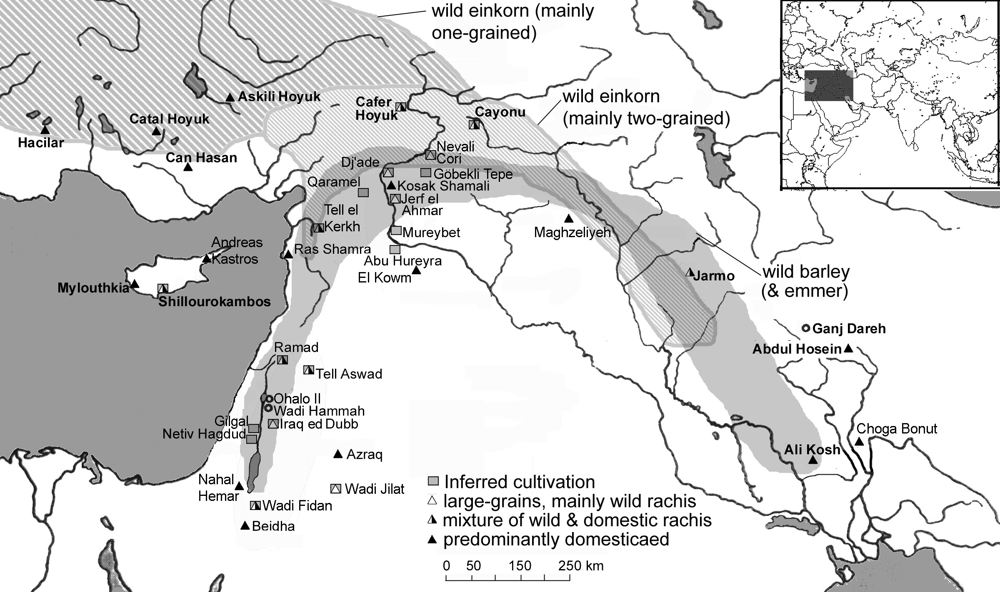 wild einkorn (mainly
one-grained)
wild einkorn
(mainly two-grained)
Askili Hoyuk
Cafer
Hoyuk
Cayonu
Catal Hoyuk
Hacilar
Can Hasan
Nevali
Cori
Dj'ade
Göbekli Tepe
Qaramel
Kosak Shamali
Jerf el
Ahmar
Tell el
Kerkh
Mureybet
Maghzeliyeh
Andreas
Kastros
Ras Shamra
Abu Hureyra
El Kowm
wild barley
(& emmer)
Jarmo
Mylouthkia
Shillourokambos
Ganj Dareh
Abdul Hosein
Ramad
Tell Aswad
Ohalo II
Wadi Hammah
Gilgal
Iraq ed Dubb
Netiv Hagdud
Choga Bonut
Ali Kosh
Azraq
Nahal
Hemar
Wadi Jilat
Wadi Fidan
Beidha
Inferred cultivation
large-grains, mainly wild rachis
mixture of wild & domestic rachis
predominantly domesticaed
0 50 150 250 km